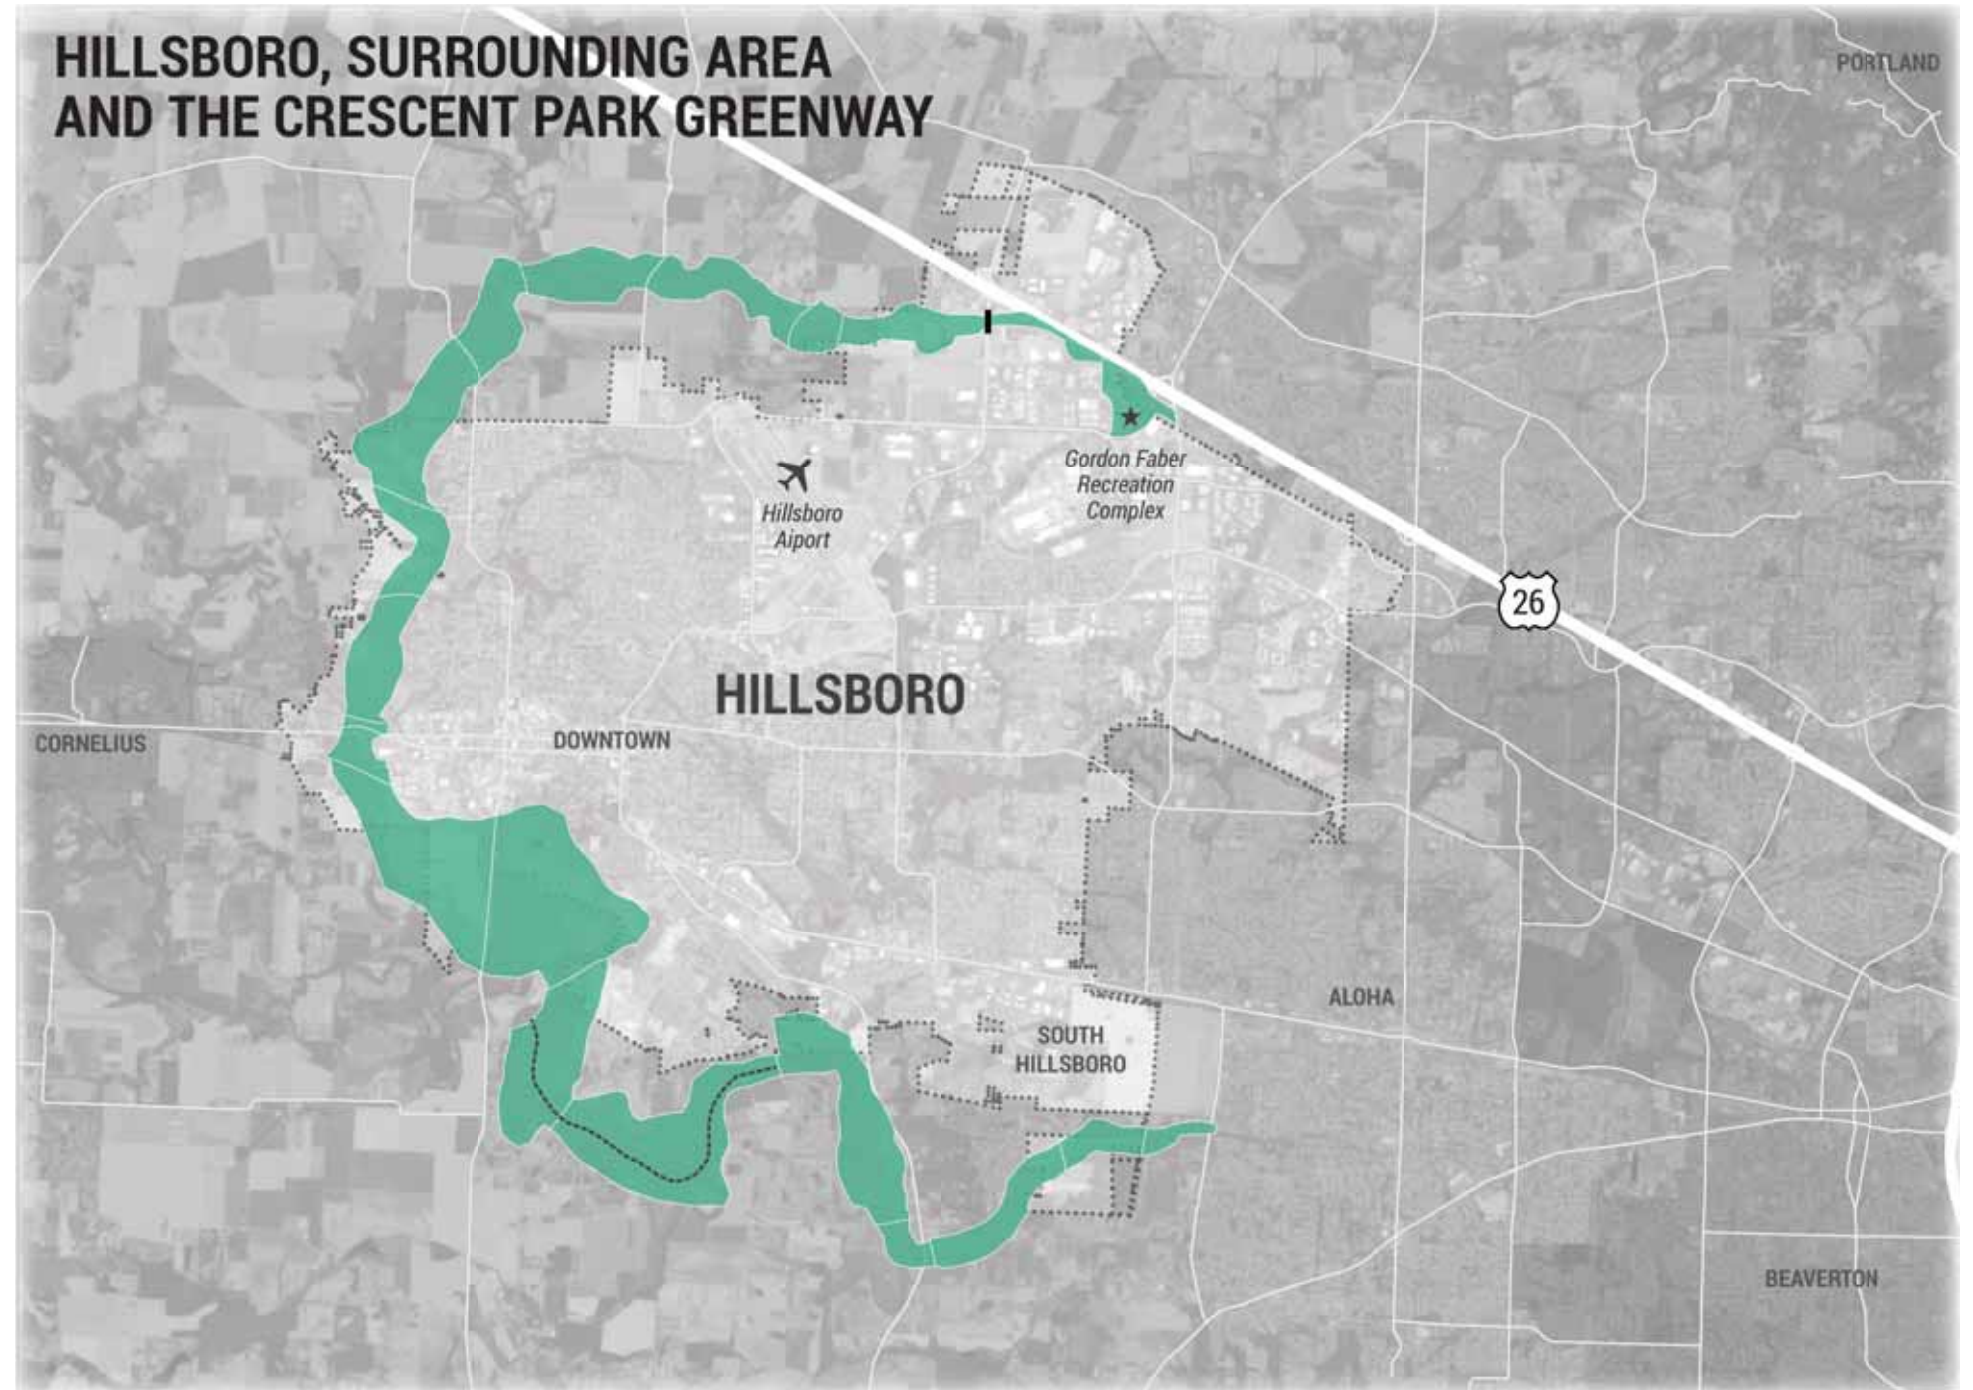 HILLSBORO, SURROUNDING AREA
AND THE CRESCENT PARK GREENWAY
PORTLAND
Gordon Faber
Recreation
Complex
Hillsboro
Aiport
26
HILLSBORO
CORNELIUS
DOWNTOWN
ALOHA
SOUTH
HILLSBORO
BEAVERTON